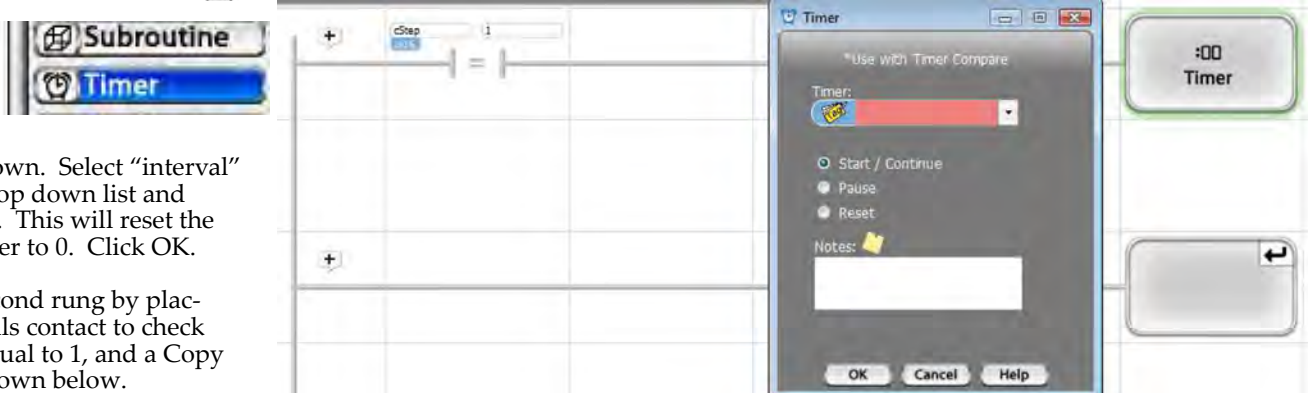 Subroutine
Timer
own. Select “interval”
op down list and
. This will reset the
er to 0. Click OK.
ond rung by plac-
lls contact to check
ual to 1, and a Copy
own below.
+
cStep
1
=
Timer
*Use with Timer Compare
Timer:
Tag
Start / Continue
Pause
Reset
Notes:
OK Cancel Help
:00
Timer
+